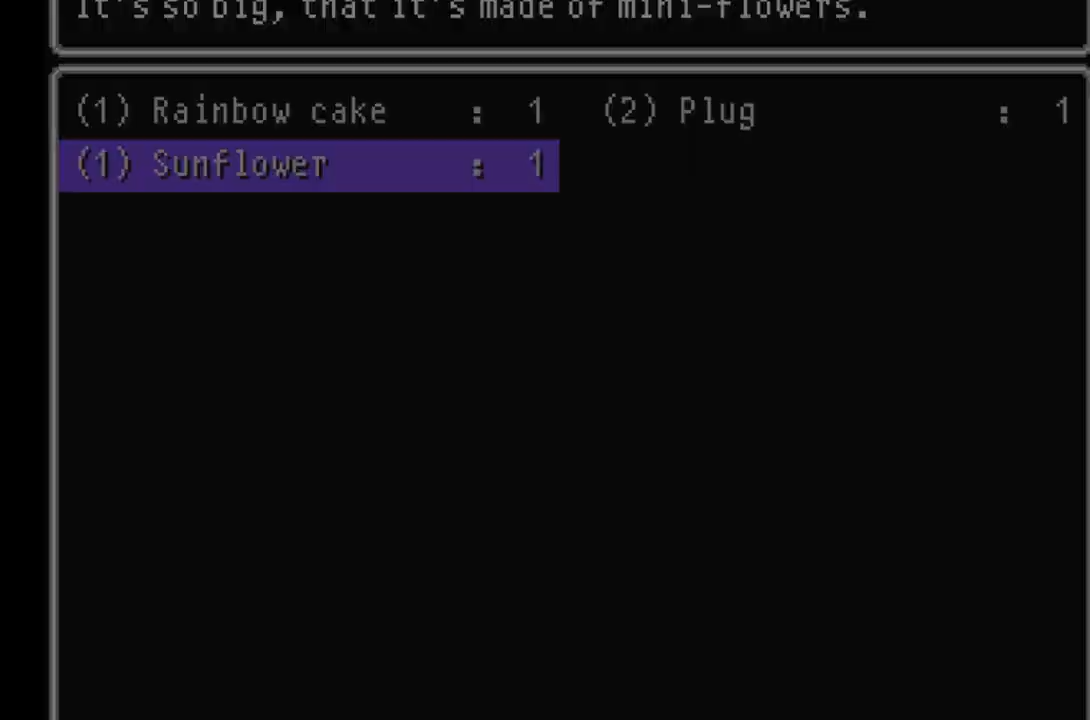 It's so big, that it's made of mini-flowers.
(1) Rainbow cake : 1 (2) Plug : 1
(1) Sunflower : 1